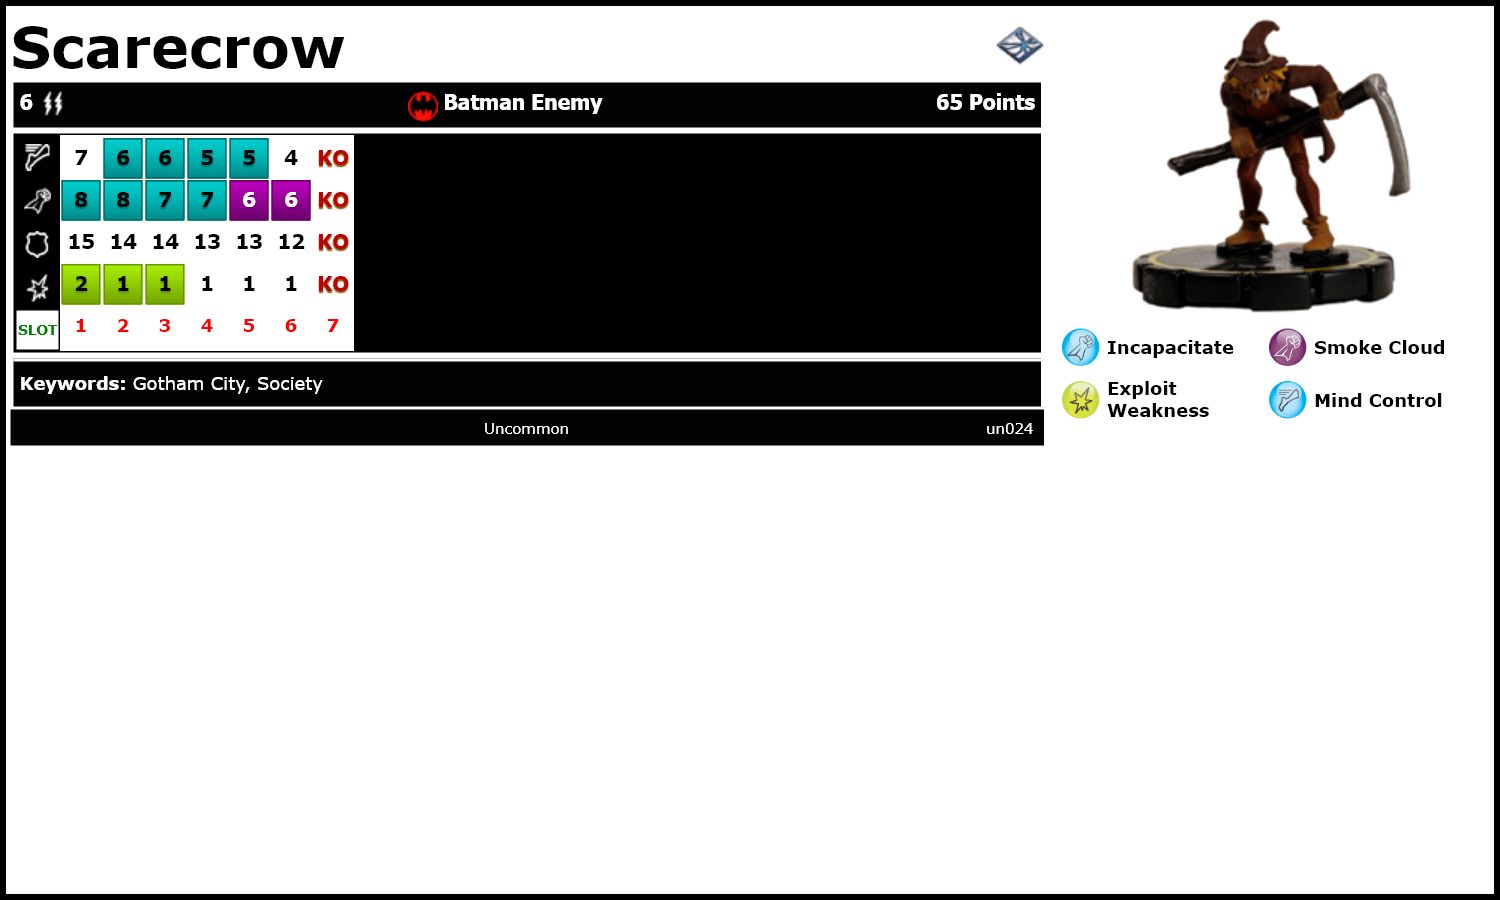 Scarecrow
6 Batman Enemy 65 Points
7 6 6 5 5 4 KO
8 8 7 7 6 6 KO
15 14 14 13 13 12 KO
2 1 1 1 1 1 KO
SLOT 1 2 3 4 5 6 7
Keywords: Gotham City, Society
Uncommon un024
Incapacitate
Smoke Cloud
Exploit
Weakness
Mind Control